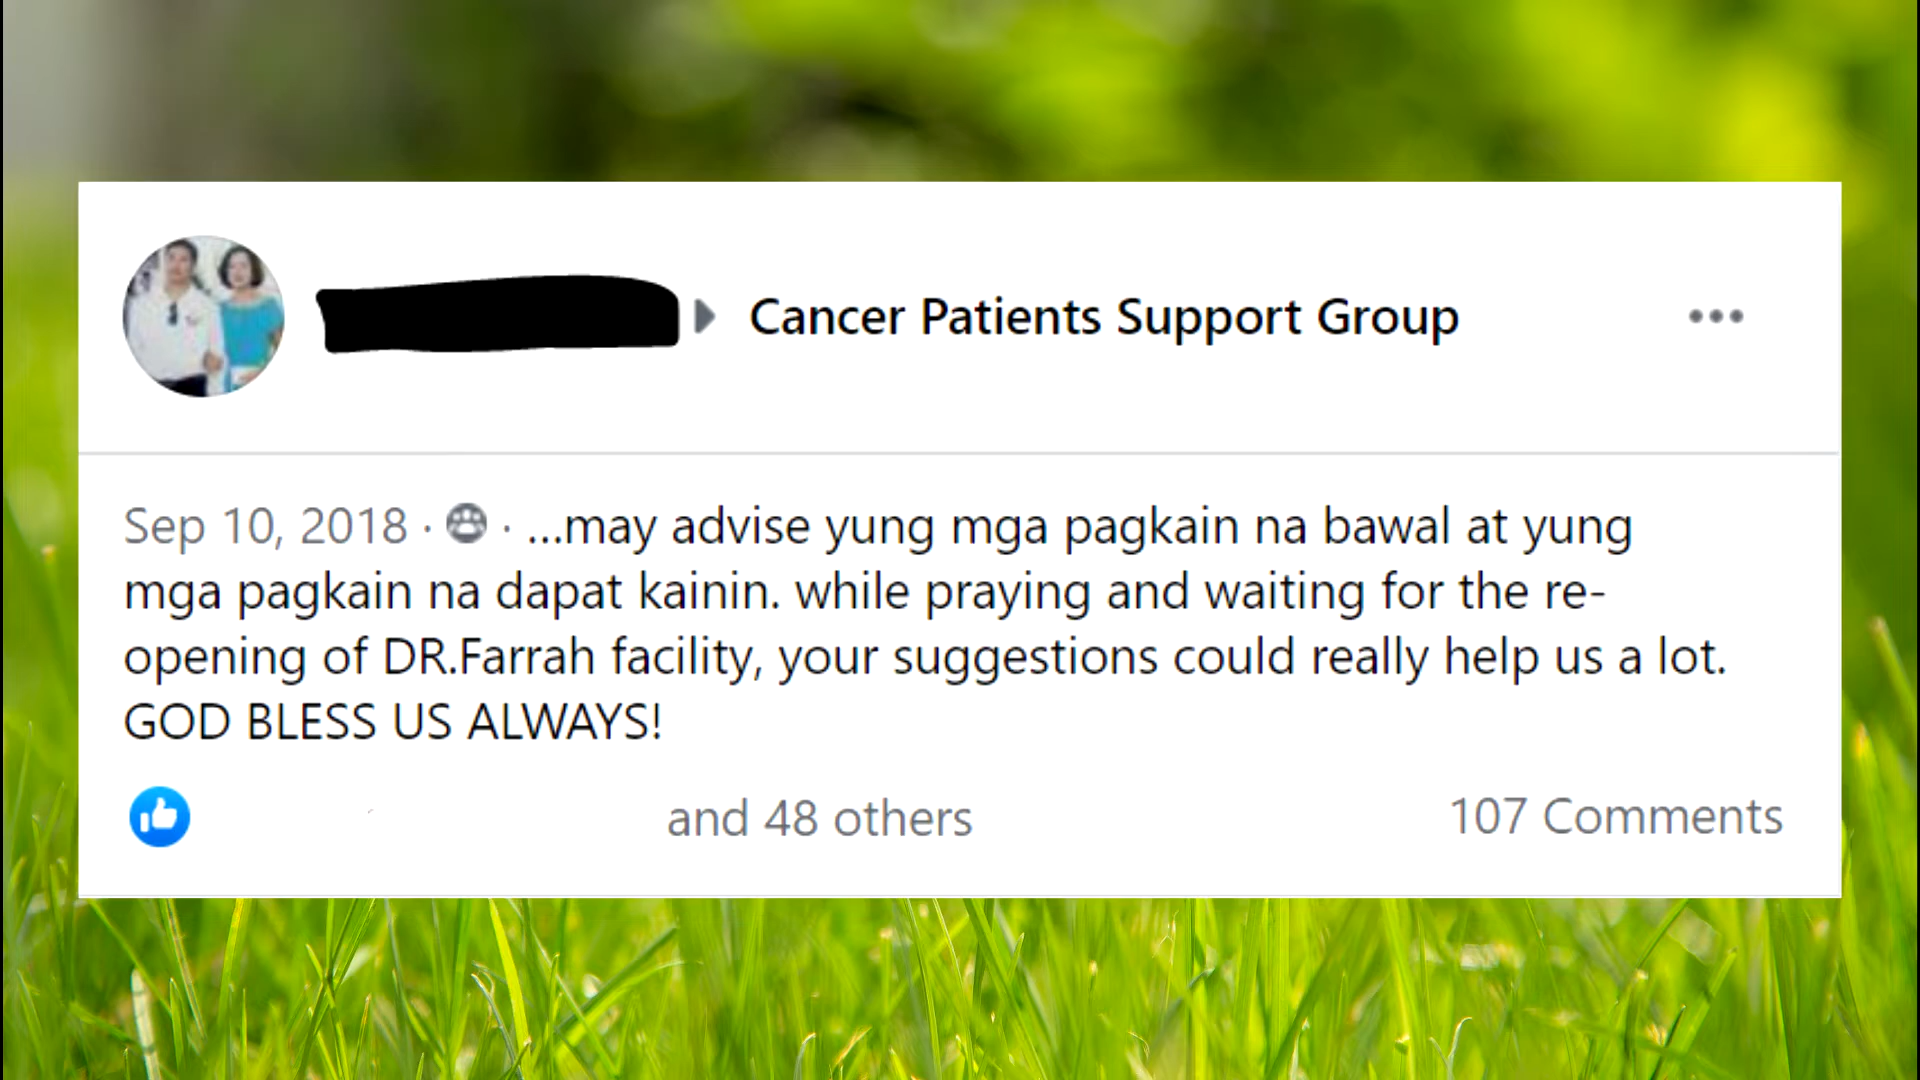 Cancer Patients Support Group
Sep 10, 2018 · · ...may advise yung mga pagkain na bawal at yung
mga pagkain na dapat kainin. while praying and waiting for the re-
opening of DR.Farrah facility, your suggestions could really help us a lot.
GOD BLESS US ALWAYS!
and 48 others
107 Comments